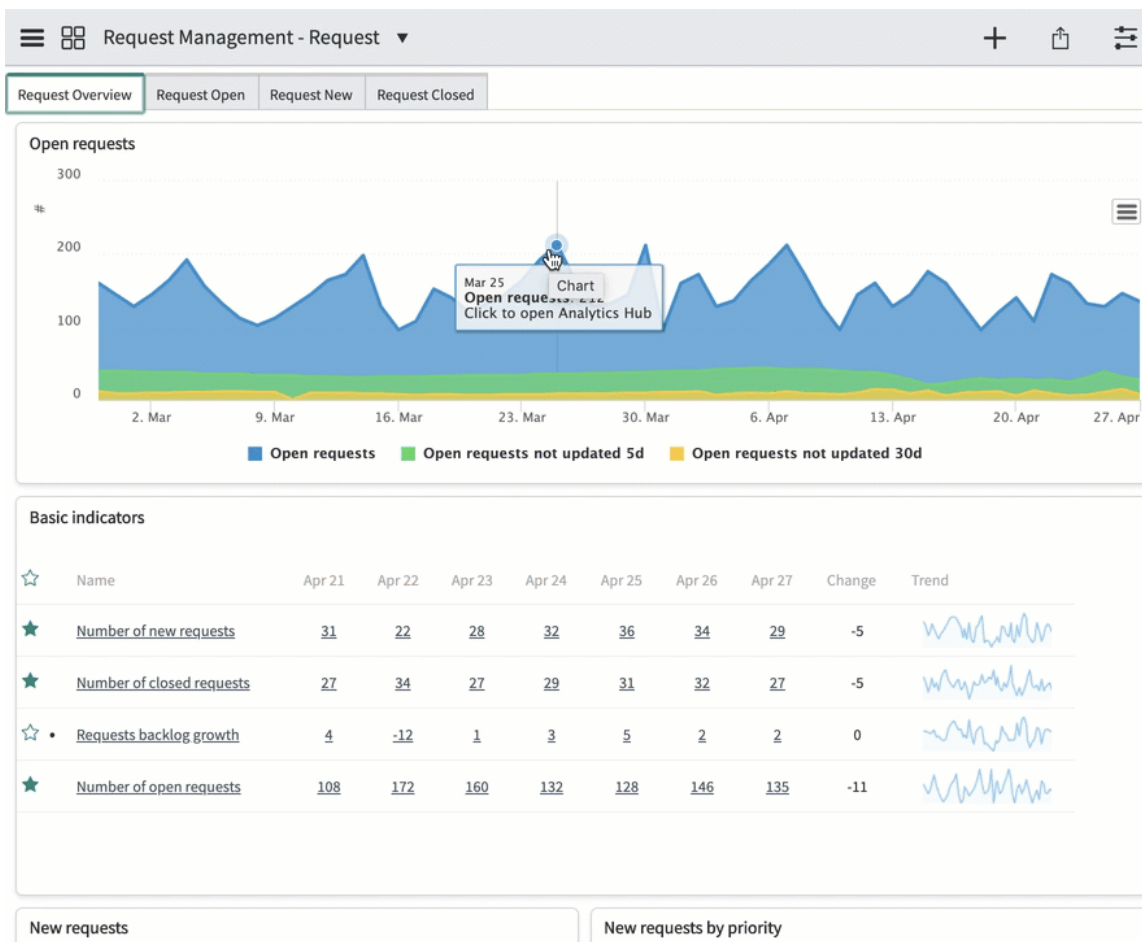 Request Management - Request
Request Overview Request Open Request New Request Closed
Open requests
300
#
200
100
0
Mar 25
Chart
Open requests: 212
Click to open Analytics Hub
2. Mar 9. Mar 16. Mar 23. Mar 30. Mar 6. Apr 13. Apr 20. Apr 27. Apr
Open requests Open requests not updated 5d Open requests not updated 30d
Basic indicators
Name Apr 21 Apr 22 Apr 23 Apr 24 Apr 25 Apr 26 Apr 27 Change Trend
Number of new requests 31 22 28 32 36 34 29 -5
Number of closed requests 27 34 27 29 31 32 27 -5
Requests backlog growth 4 -12 1 3 5 2 2 0
Number of open requests 108 172 160 132 128 146 135 -11
New requests New requests by priority